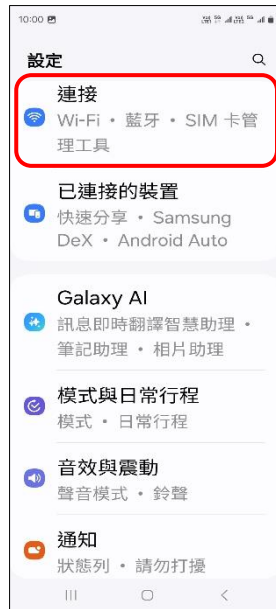 10:00
設定
連接
Wi-Fi • 藍牙 • SIM 卡管
理工具
已連接的裝置
快速分享 • Samsung
DeX • Android Auto
Galaxy AI
訊息即時翻譯智慧助理 •
筆記助理 • 相片助理
模式與日常行程
模式 • 日常行程
音效與震動
聲音模式 • 鈴聲
通知
狀態列 • 請勿打擾